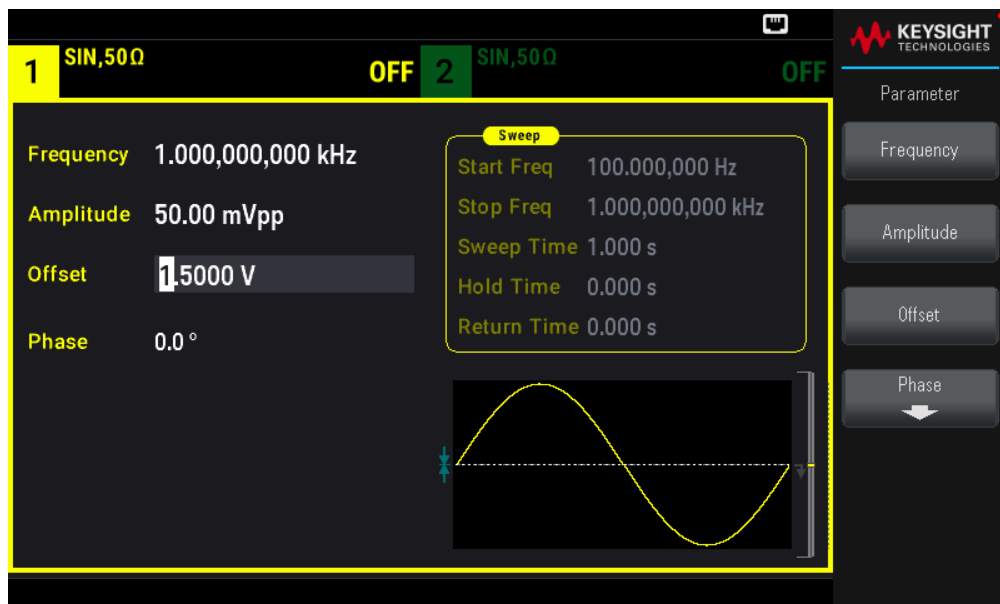 KEYSIGHT
TECHNOLOGIES
1 SIN,50Ω OFF 2 SIN,50Ω OFF
Parameter
Frequency 1.000,000,000 kHz
Amplitude 50.00 mVpp
Offset 1.5000 V
Phase 0.0 °
Sweep
Start Freq 100.000,000 Hz
Stop Freq 1.000,000,000 kHz
Sweep Time 1.000 s
Hold Time 0.000 s
Return Time 0.000 s
Frequency
Amplitude
Offset
Phase